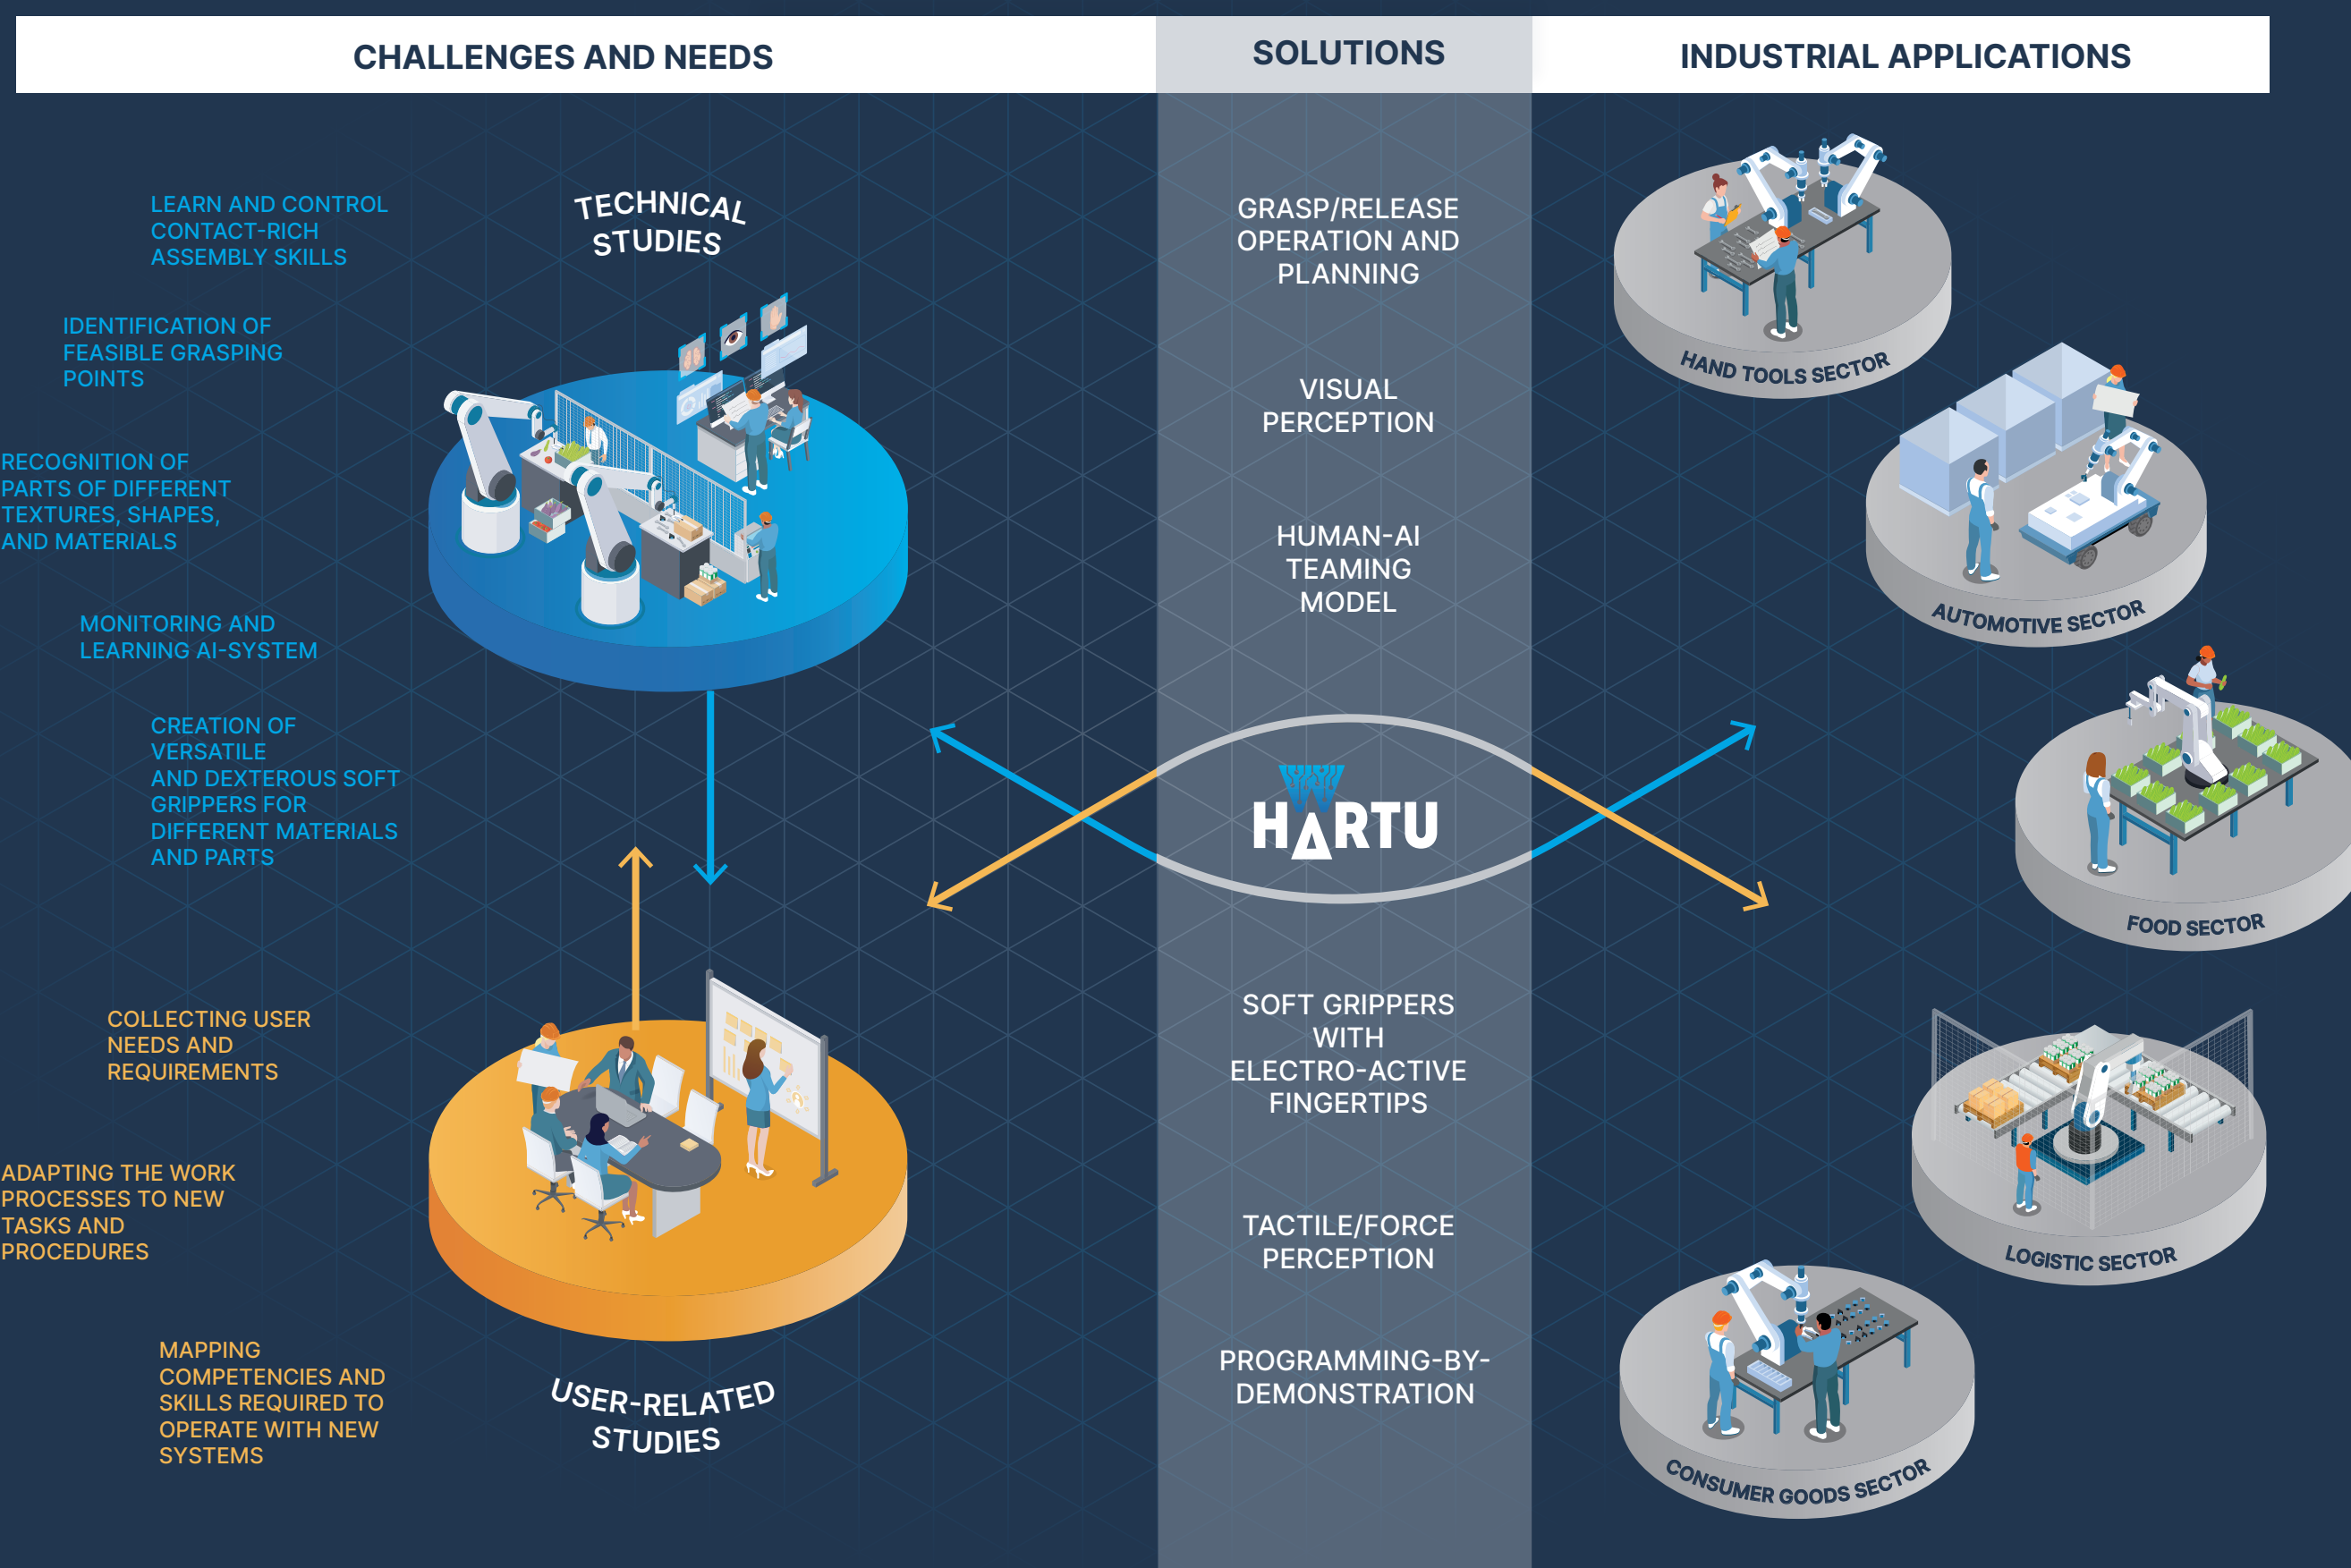 CHALLENGES AND NEEDS
SOLUTIONS
INDUSTRIAL APPLICATIONS
LEARN AND CONTROL
CONTACT-RICH
ASSEMBLY SKILLS
IDENTIFICATION OF
FEASIBLE GRASPING
POINTS
RECOGNITION OF
PARTS OF DIFFERENT
TEXTURES, SHAPES,
AND MATERIALS
MONITORING AND
LEARNING AI-SYSTEM
CREATION OF
VERSATILE
AND DEXTEROUS SOFT
GRIPPERS FOR
DIFFERENT MATERIALS
AND PARTS
TECHNICAL
STUDIES
COLLECTING USER
NEEDS AND
REQUIREMENTS
ADAPTING THE WORK
PROCESSES TO NEW
TASKS AND
PROCEDURES
MAPPING
COMPETENCIES AND
SKILLS REQUIRED TO
OPERATE WITH NEW
SYSTEMS
USER-RELATED
STUDIES
GRASP/RELEASE
OPERATION AND
PLANNING
VISUAL
PERCEPTION
HUMAN-AI
TEAMING
MODEL
HARTU
SOFT GRIPPERS
WITH
ELECTRO-ACTIVE
FINGERTIPS
TACTILE/FORCE
PERCEPTION
PROGRAMMING-BY-
DEMONSTRATION
HAND TOOLS SECTOR
AUTOMOTIVE SECTOR
FOOD SECTOR
LOGISTIC SECTOR
CONSUMER GOODS SECTOR